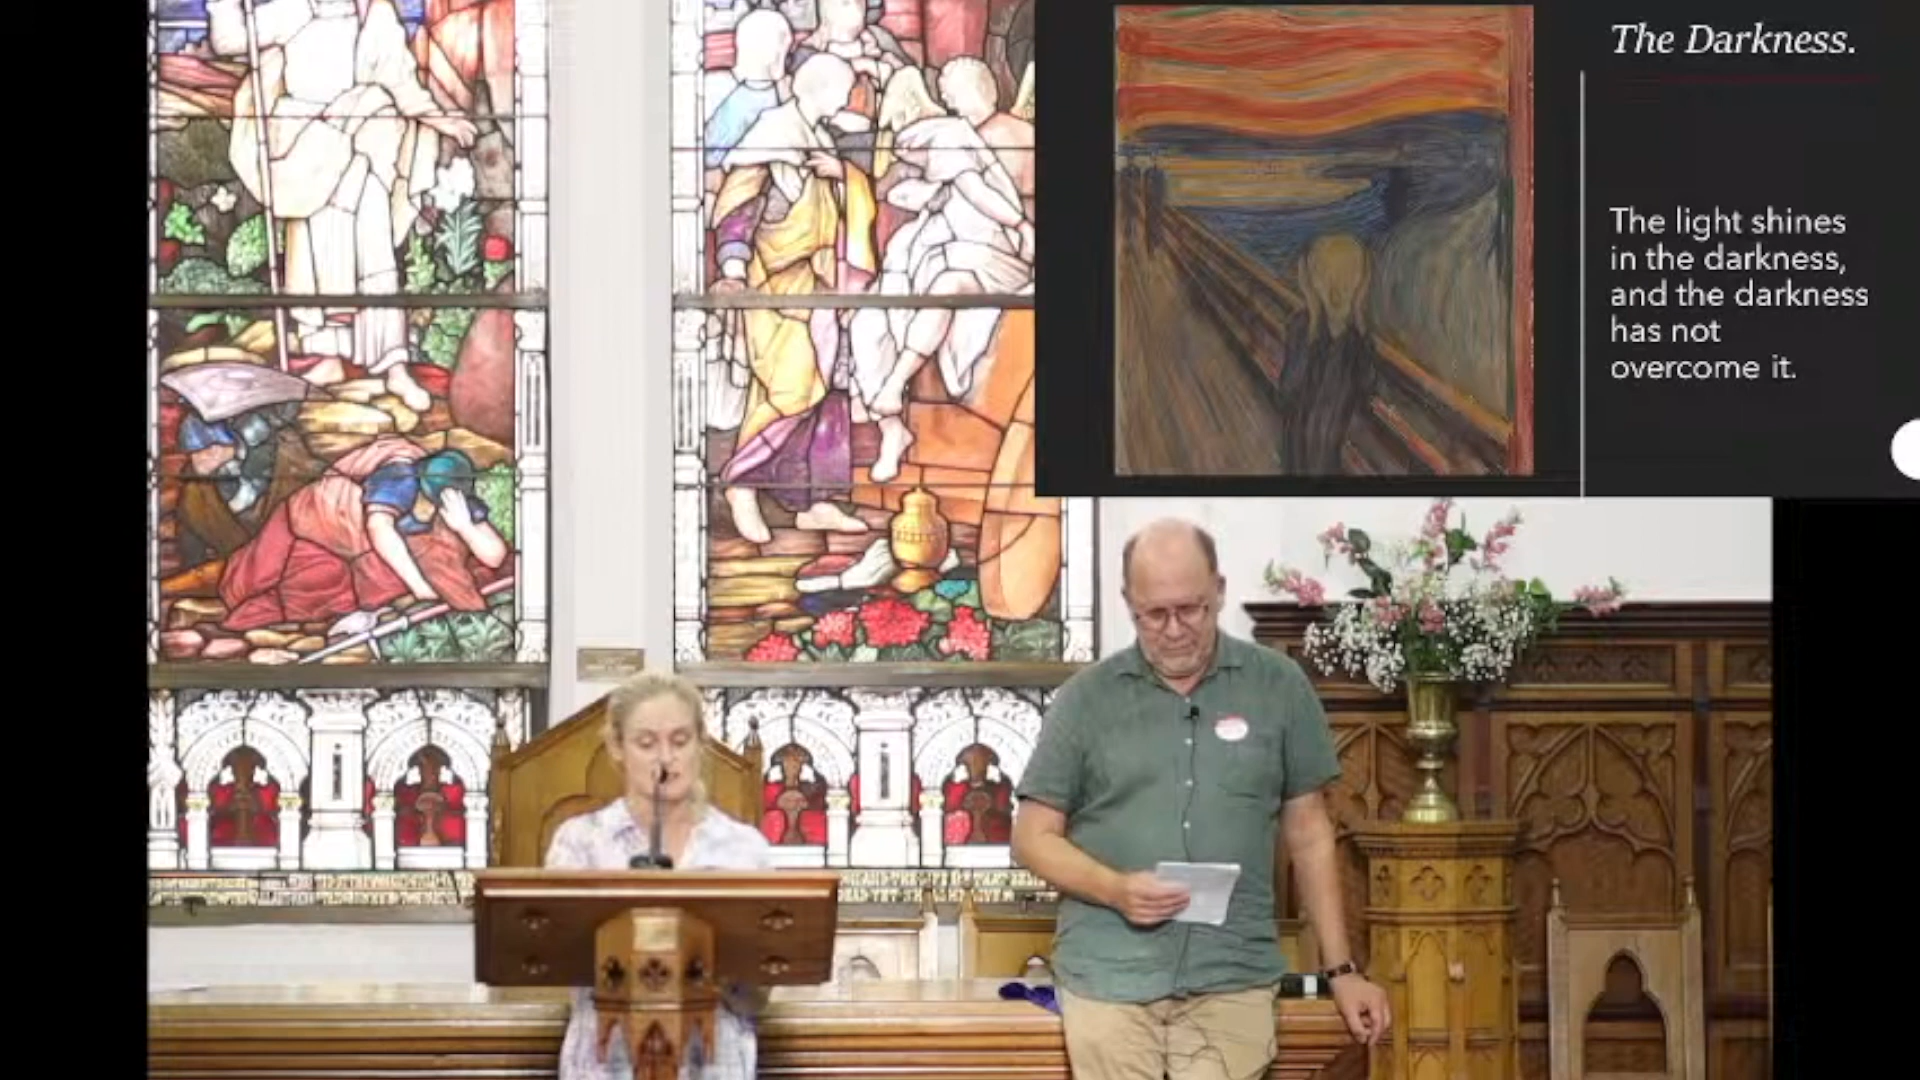 The Darkness.
The light shines
in the darkness,
and the darkness
has not
overcome it.